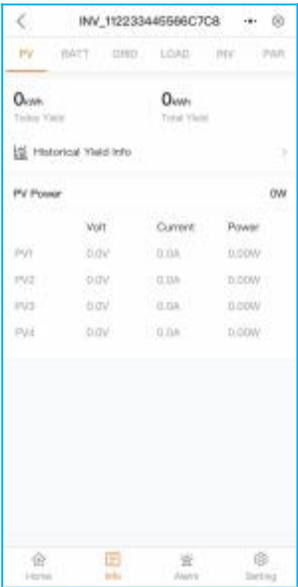 INV_112233445566C7C8
PV BATT GRID LOAD INV PAR
0kWh 0kWh
Today Yield Total Yield
Historical Yield Info
PV Power 0W
Volt Current Power
PV1 0.0V 0.0A 0.00W
PV2 0.0V 0.0A 0.00W
PV3 0.0V 0.0A 0.00W
PV4 0.0V 0.0A 0.00W
Home Info Alarm Setting